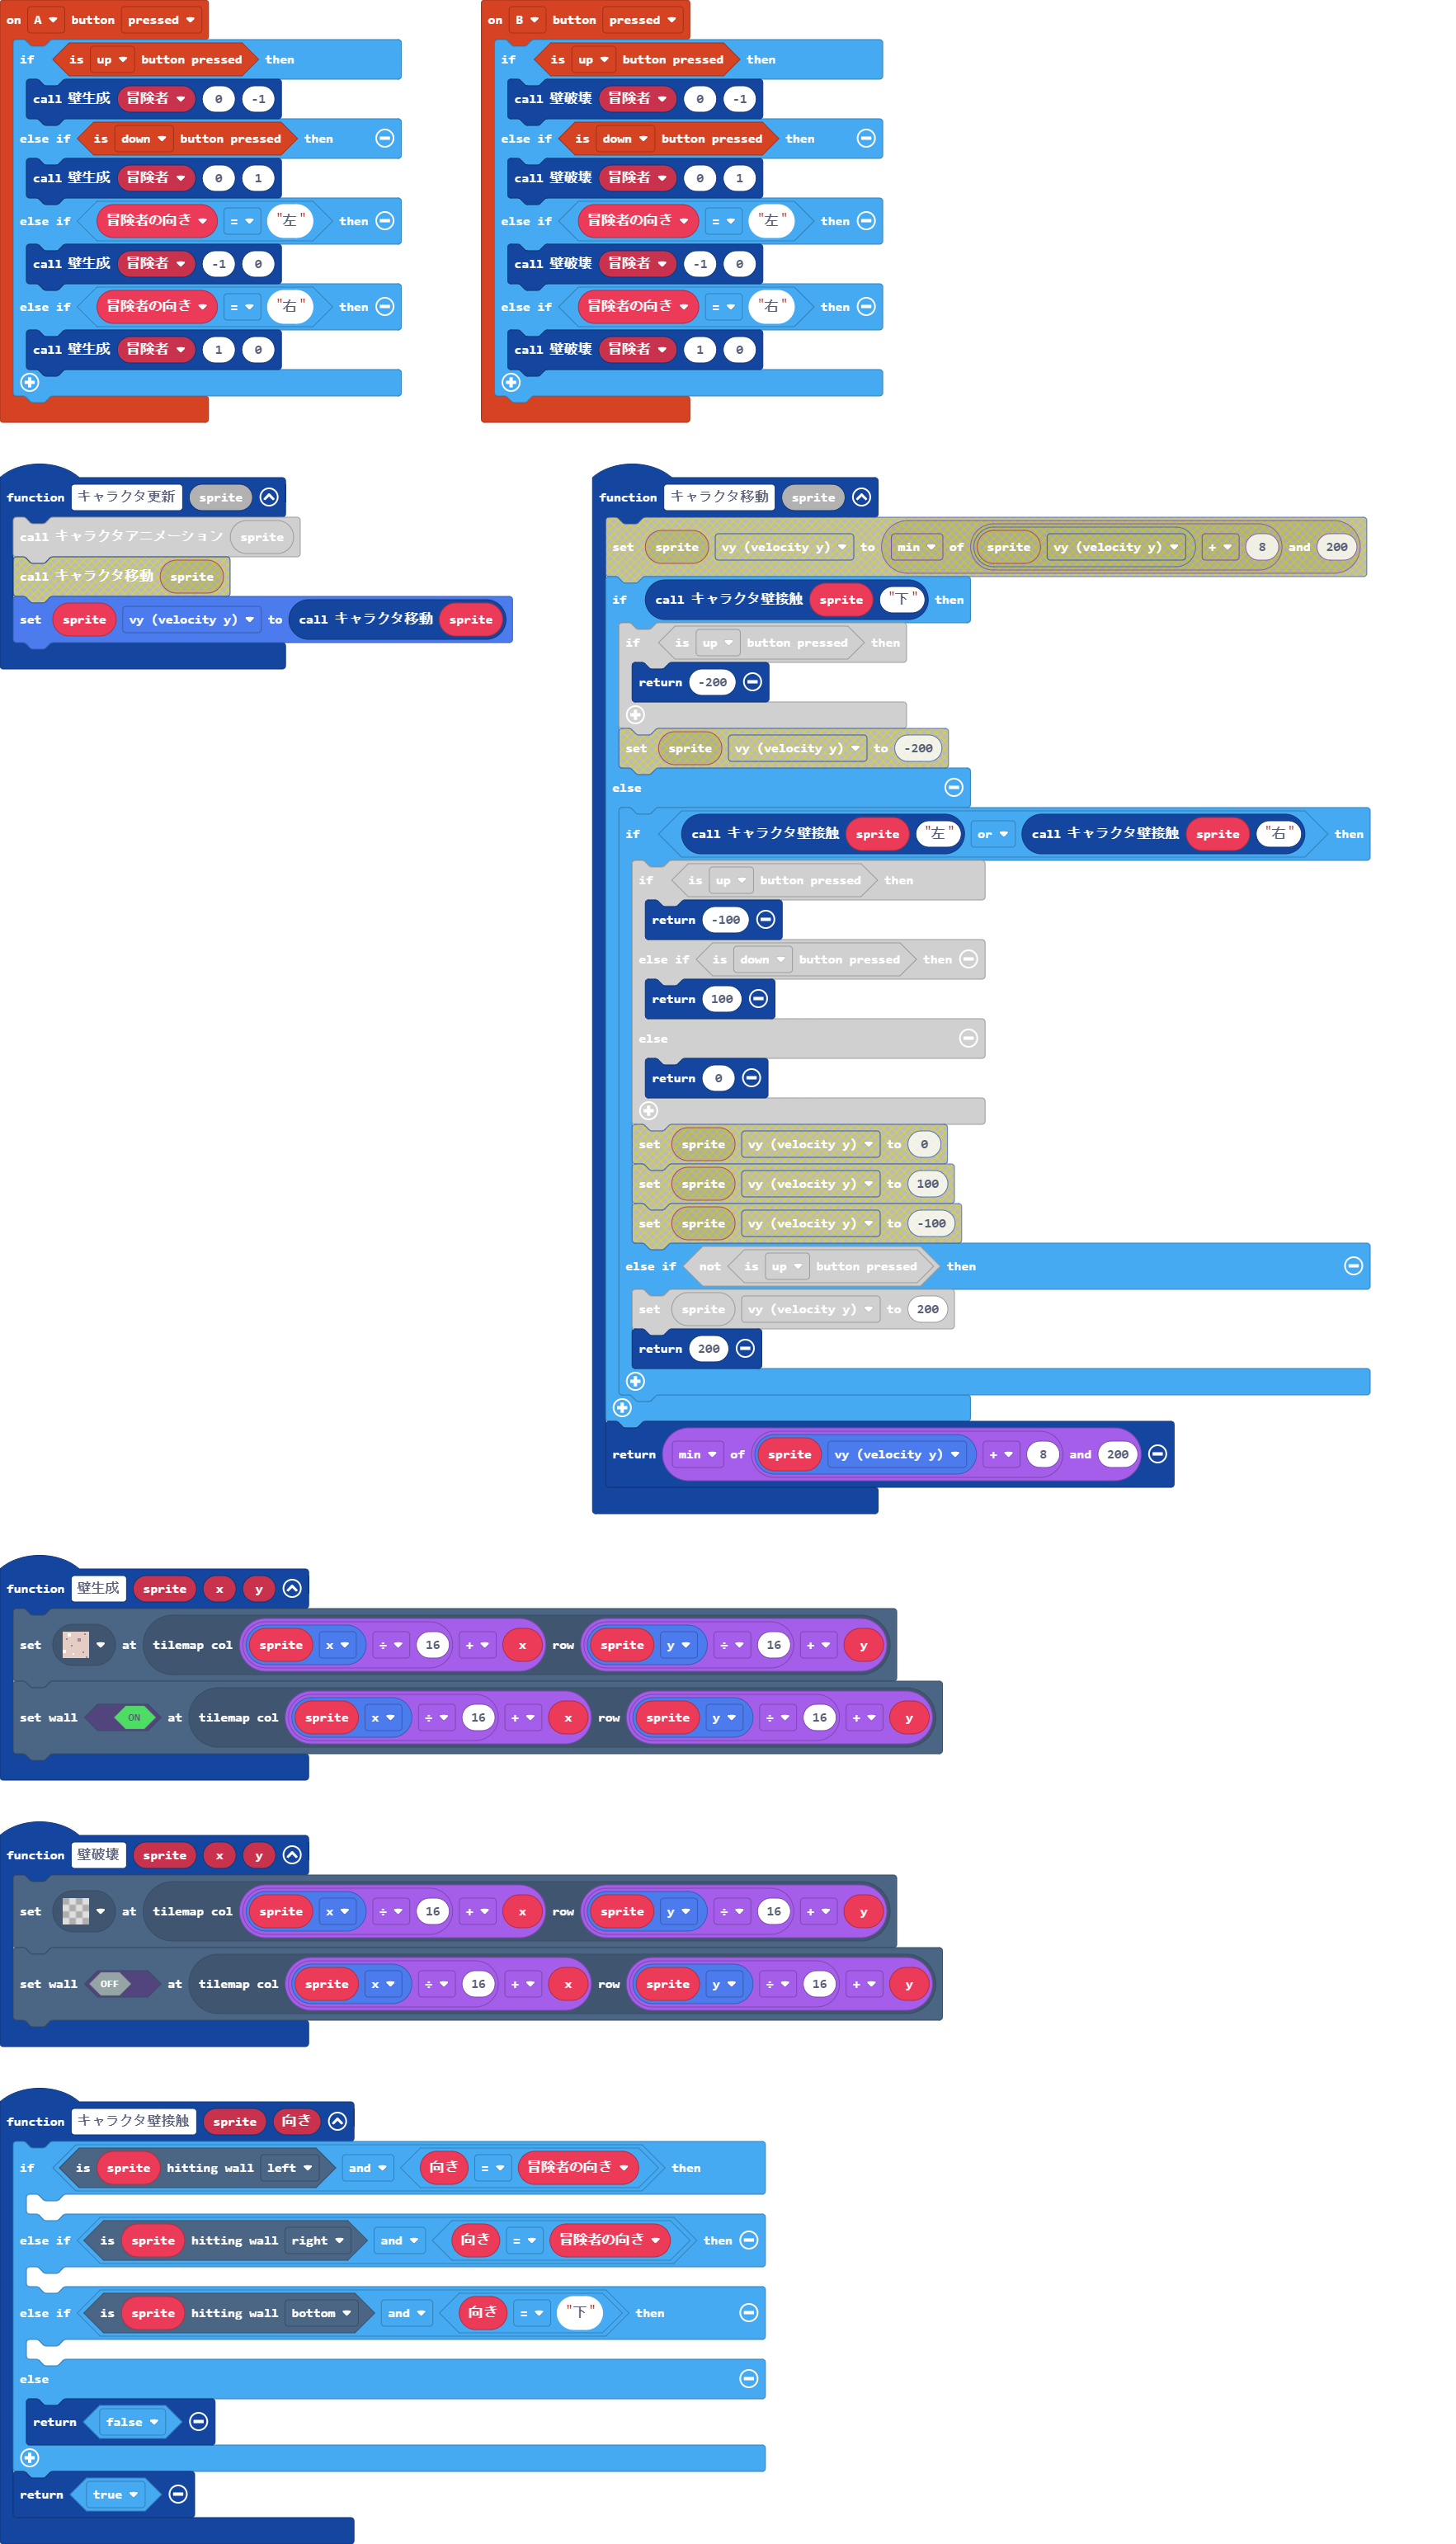 on A button pressed
if is up button pressed then
call 壁生成 冒険者 0 -1
else if is down button pressed then
call 壁生成 冒険者 0 1
else if 冒険者の向き = "左" then
call 壁生成 冒険者 -1 0
else if 冒険者の向き = "右" then
call 壁生成 冒険者 1 0
on B button pressed
if is up button pressed then
call 壁破壊 冒険者 0 -1
else if is down button pressed then
call 壁破壊 冒険者 0 1
else if 冒険者の向き = "左" then
call 壁破壊 冒険者 -1 0
else if 冒険者の向き = "右" then
call 壁破壊 冒険者 1 0
function キャラクタ更新 sprite
call キャラクタアニメーション sprite
call キャラクタ移動 sprite
set sprite vy (velocity y) to call キャラクタ移動 sprite
function キャラクタ移動 sprite
set sprite vy (velocity y) to min of sprite vy (velocity y) + 8 and 200
if call キャラクタ壁接触 sprite "下" then
if is up button pressed then
return -200
set sprite vy (velocity y) to -200
else
if call キャラクタ壁接触 sprite "左" or call キャラクタ壁接触 sprite "右" then
if is up button pressed then
return -100
else if is down button pressed then
return 100
else
return 0
set sprite vy (velocity y) to 0
set sprite vy (velocity y) to 100
set sprite vy (velocity y) to -100
else if not is up button pressed then
set sprite vy (velocity y) to 200
return 200
return min of sprite vy (velocity y) + 8 and 200
function 壁生成 sprite x y
set at tilemap col sprite x ÷ 16 + x row sprite y ÷ 16 + y
set wall ON at tilemap col sprite x ÷ 16 + x row sprite y ÷ 16 + y
function 壁破壊 sprite x y
set at tilemap col sprite x ÷ 16 + x row sprite y ÷ 16 + y
set wall OFF at tilemap col sprite x ÷ 16 + x row sprite y ÷ 16 + y
function キャラクタ壁接触 sprite 向き
if is sprite hitting wall left and 向き = 冒険者の向き then
else if is sprite hitting wall right and 向き = 冒険者の向き then
else if is sprite hitting wall bottom and 向き = "下" then
else
return false
return true